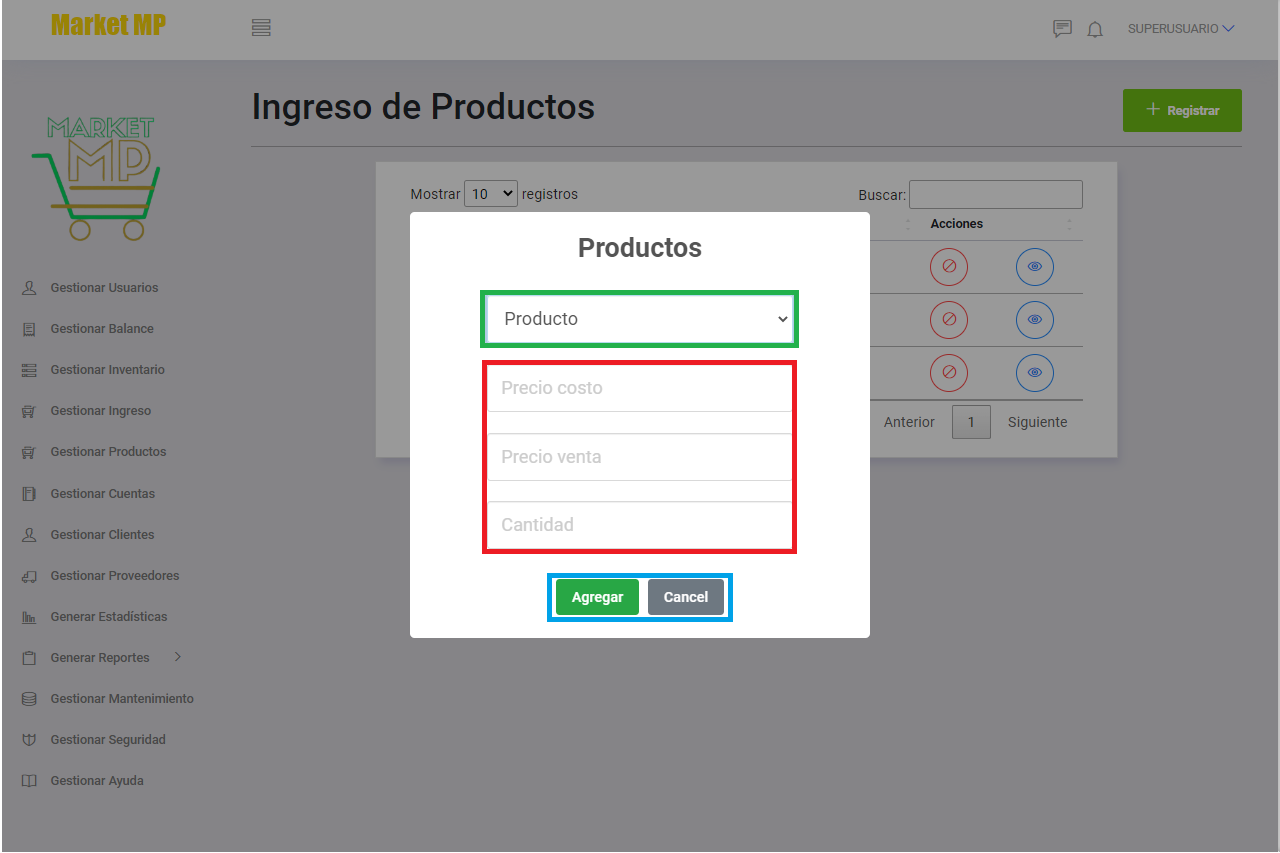 Market MP
SUPERUSUARIO
MARKET
MP
Ingreso de Productos
Registrar
Mostrar 10 registros
Buscar:
Acciones
Productos
Producto
Precio costo
Precio venta
Cantidad
Agregar Cancel
Anterior 1 Siguiente
Gestionar Usuarios
Gestionar Balance
Gestionar Inventario
Gestionar Ingreso
Gestionar Productos
Gestionar Cuentas
Gestionar Clientes
Gestionar Proveedores
Generar Estadísticas
Generar Reportes
Gestionar Mantenimiento
Gestionar Seguridad
Gestionar Ayuda